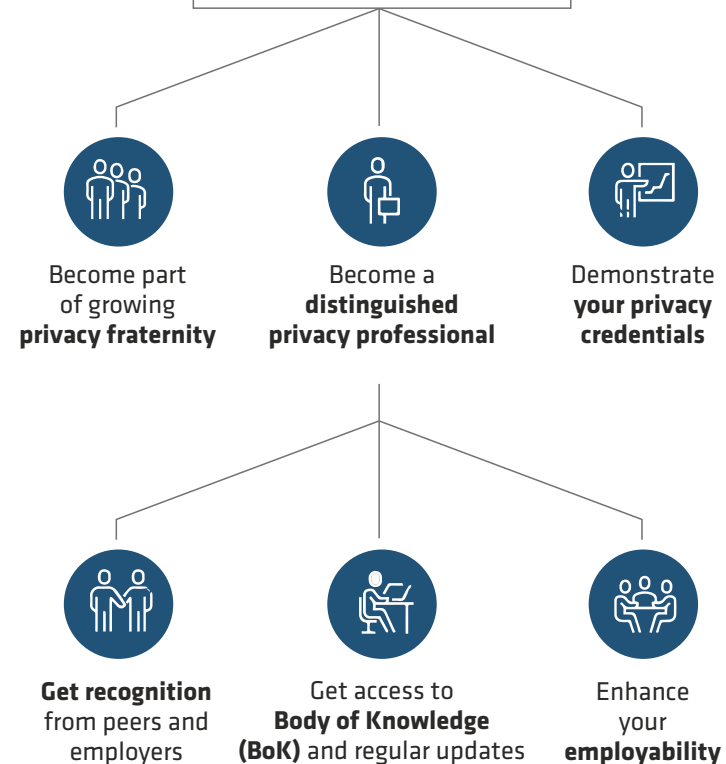 Become part
of growing
privacy fraternity
Become a
distinguished
privacy professional
Demonstrate
your privacy
credentials
Get recognition
from peers and
employers
Get access to
Body of Knowledge
(BoK) and regular updates
Enhance
your
employability